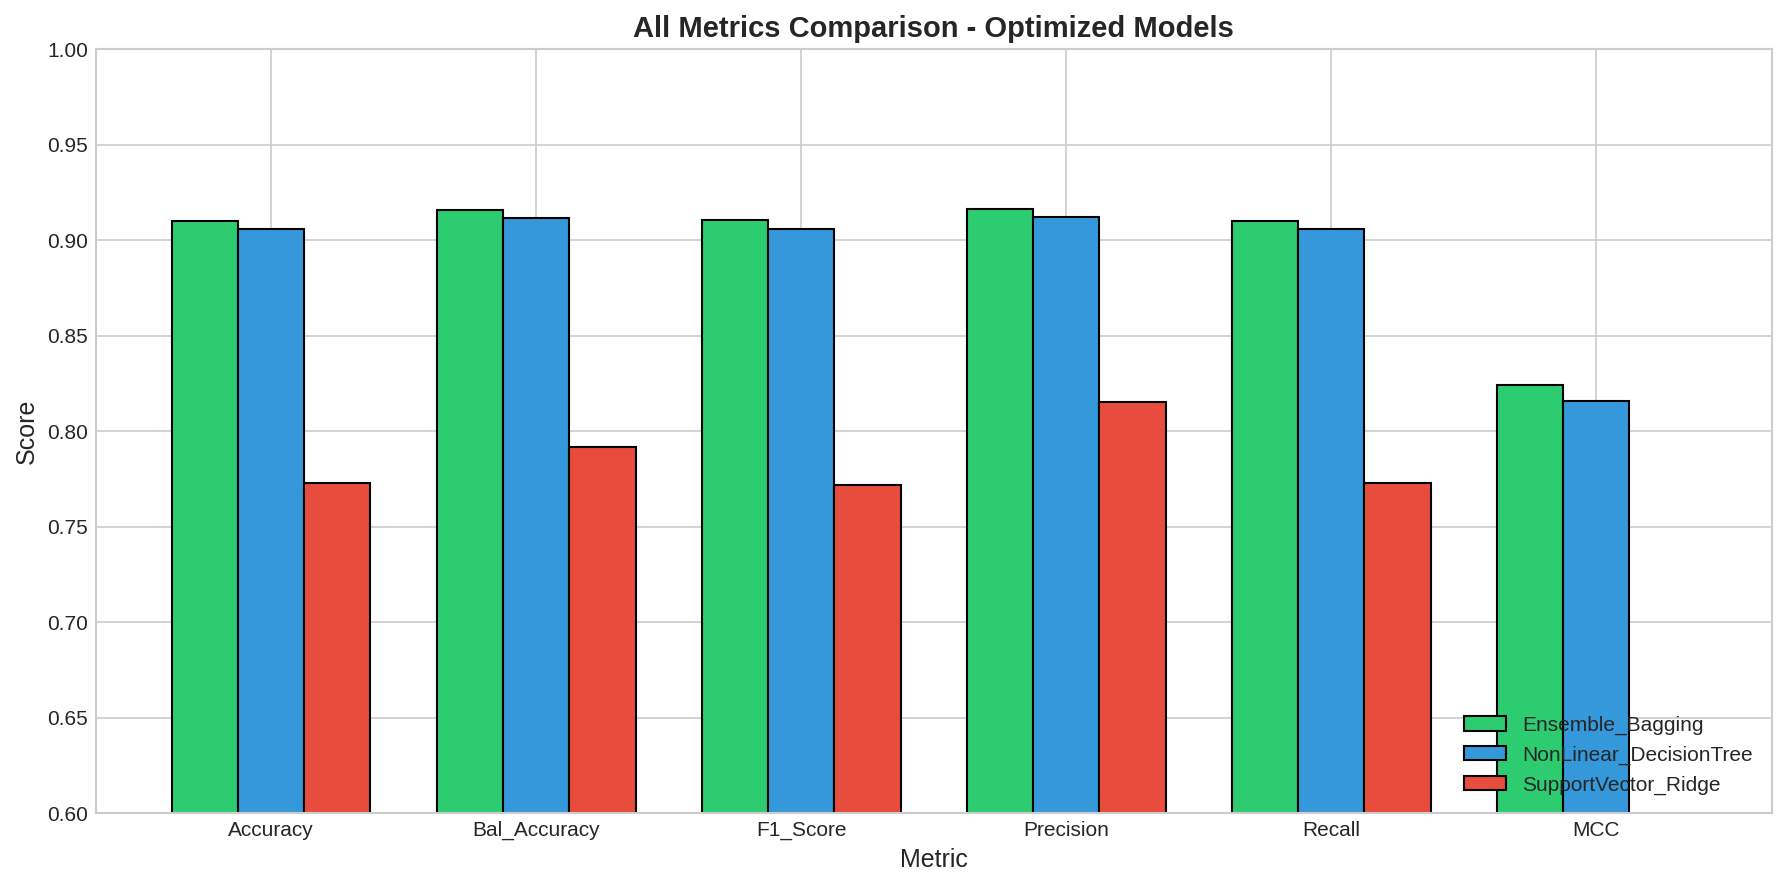 All Metrics Comparison - Optimized Models
1.00
0.95
0.90
0.85
0.80
0.75
0.70
0.65
0.60
Score
Accuracy
Bal_Accuracy
F1_Score
Precision
Recall
MCC
Metric
Ensemble_Bagging
NonLinear_DecisionTree
SupportVector_Ridge